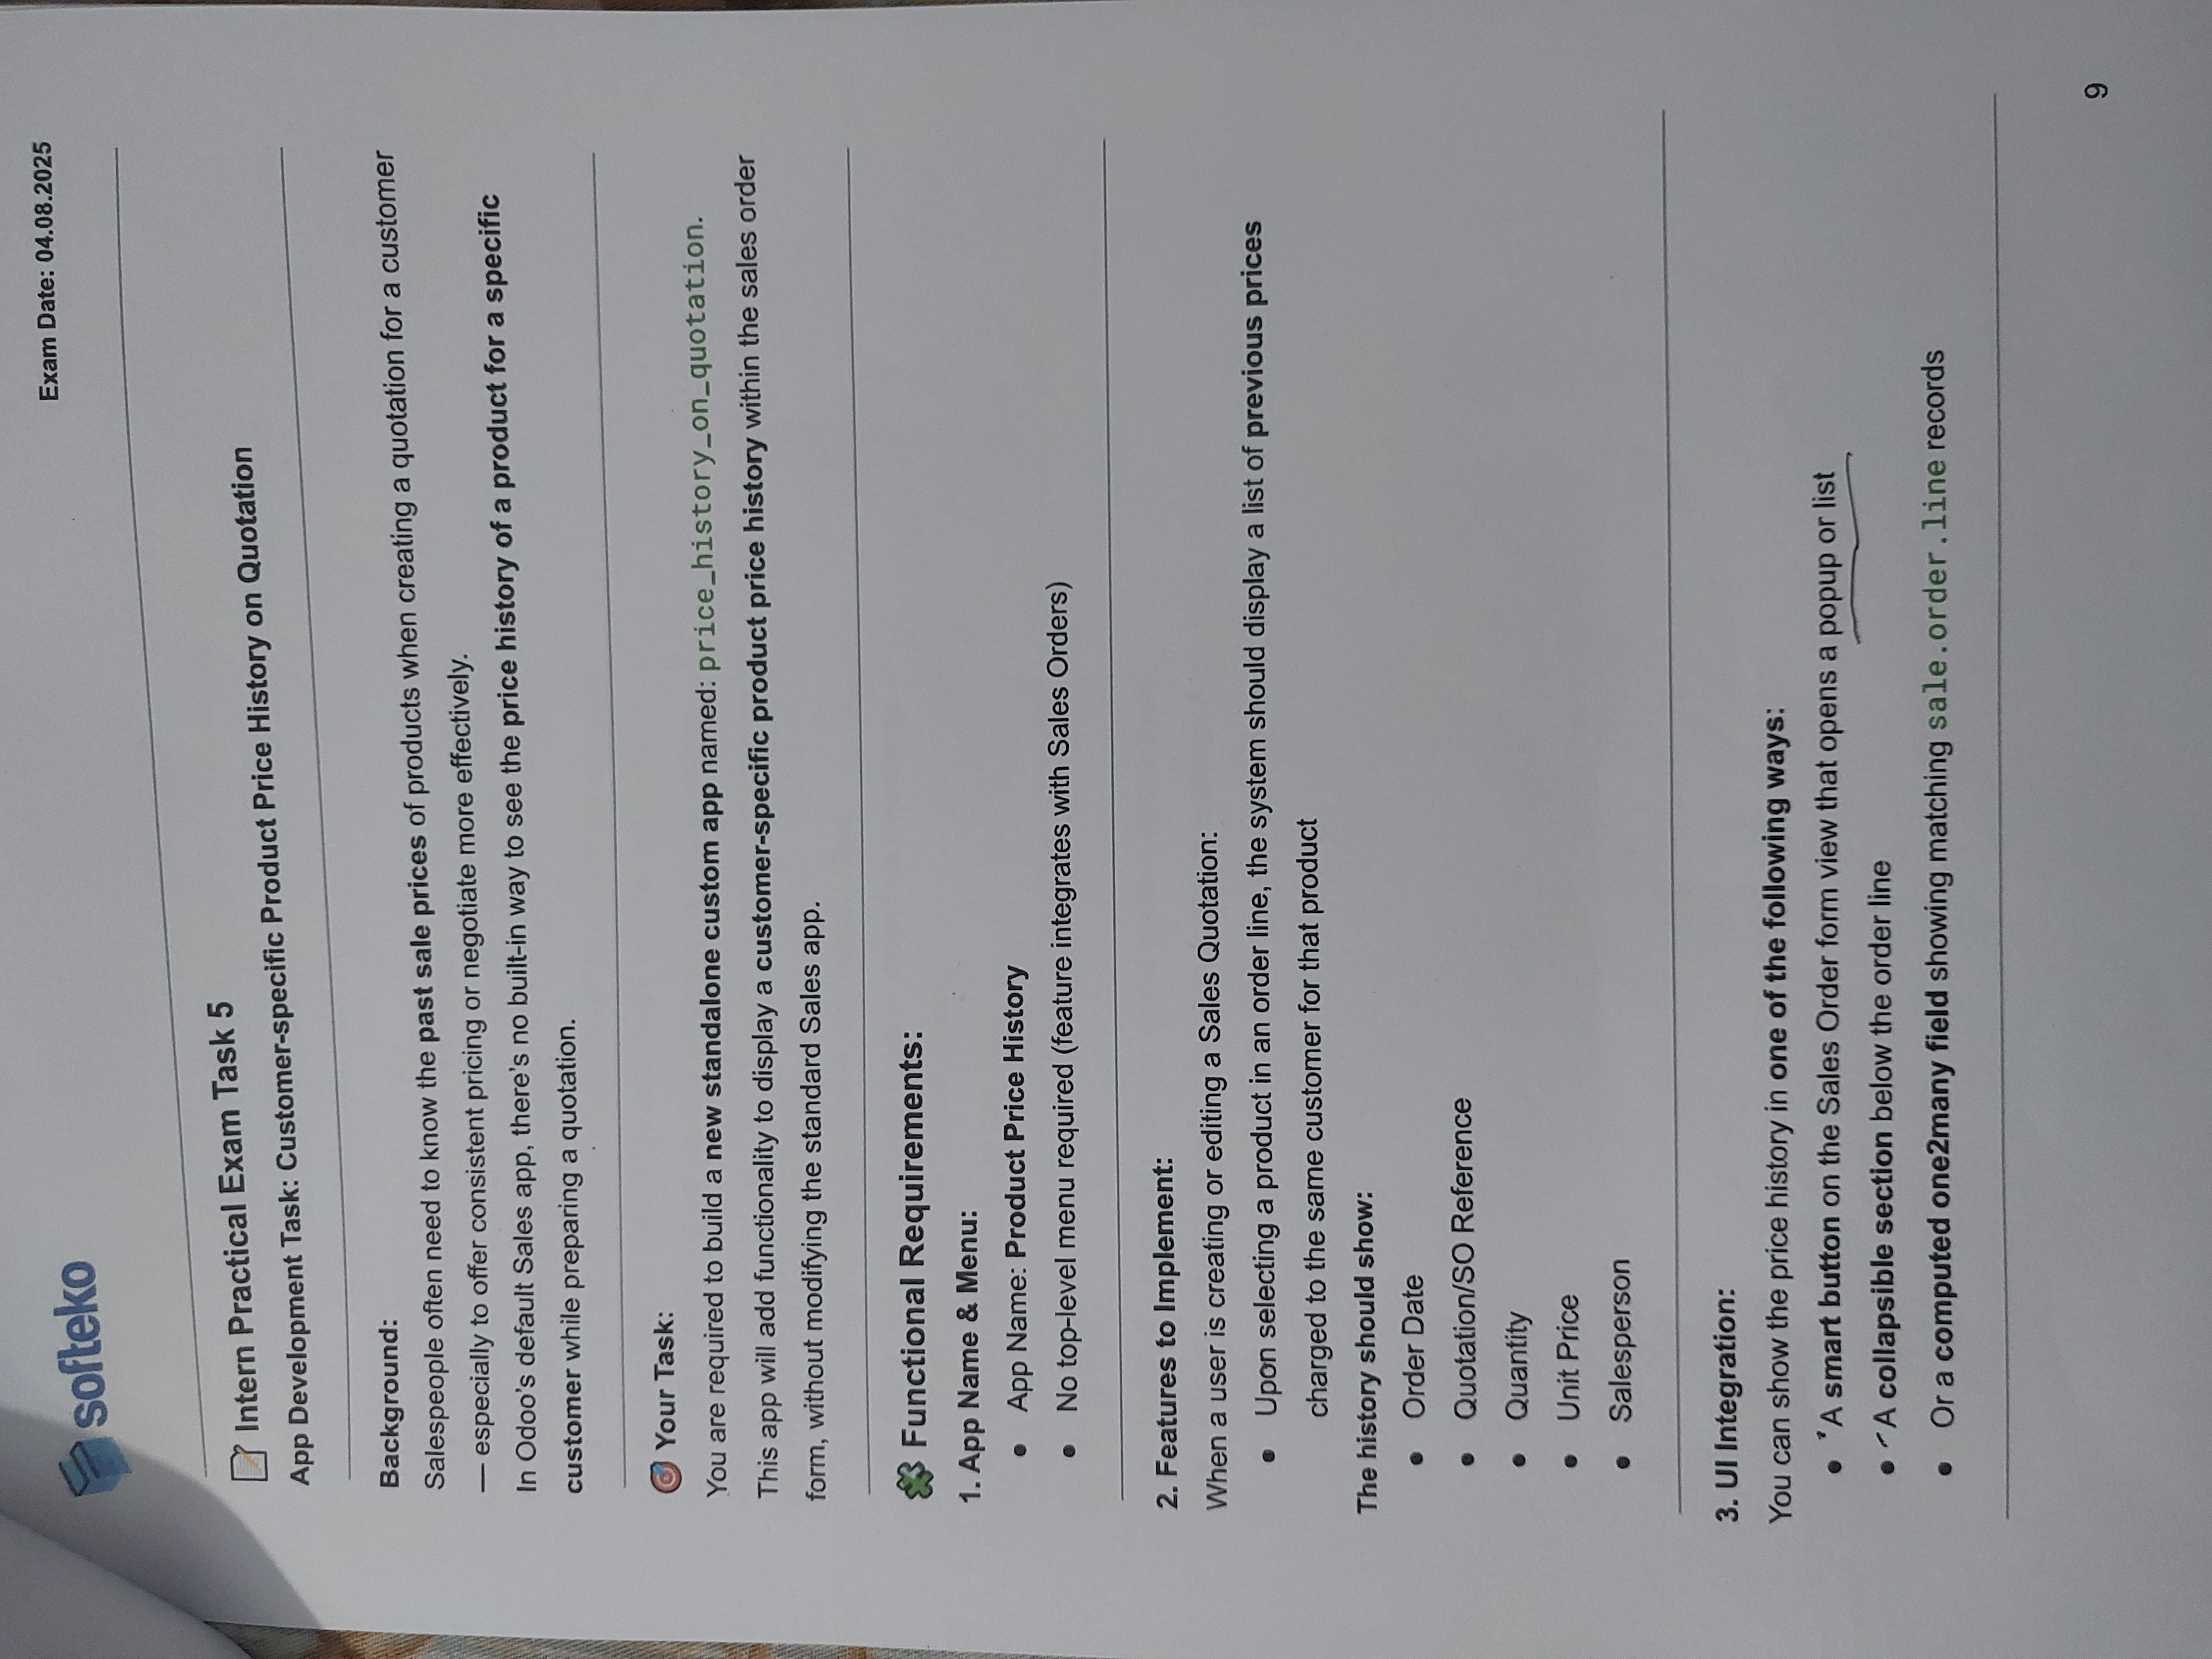 softeko
Exam Date: 04.08.2025
Intern Practical Exam Task 5
App Development Task: Customer-specific Product Price History on Quotation
Background:
Salespeople often need to know the past sale prices of products when creating a quotation for a customer
— especially to offer consistent pricing or negotiate more effectively.
In Odoo's default Sales app, there's no built-in way to see the price history of a product for a specific
customer while preparing a quotation.
Your Task:
You are required to build a new standalone custom app named: price_history_on_quotation.
This app will add functionality to display a customer-specific product price history within the sales order
form, without modifying the standard Sales app.
Functional Requirements:
1. App Name & Menu:
● App Name: Product Price History
● No top-level menu required (feature integrates with Sales Orders)
2. Features to Implement:
When a user is creating or editing a Sales Quotation:
● Upon selecting a product in an order line, the system should display a list of previous prices
charged to the same customer for that product
The history should show:
● Order Date
● Quotation/SO Reference
● Quantity
● Unit Price
● Salesperson
3. UI Integration:
You can show the price history in one of the following ways:
● A smart button on the Sales Order form view that opens a popup or list
● A collapsible section below the order line
● Or a computed one2many field showing matching sale.order.line records
9